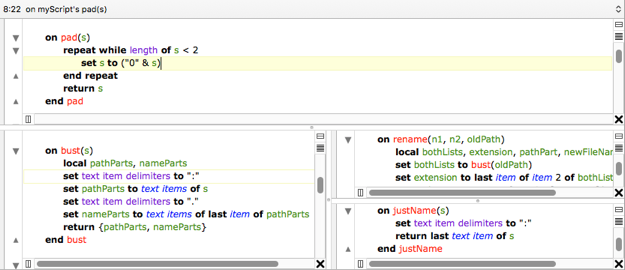 8:22 on myScript's pad(s)
on pad(s)
repeat while length of s < 2
set s to ("0" & s)
end repeat
return s
end pad
on bust(s)
local pathParts, nameParts
set text item delimiters to ":"
set pathParts to text items of s
set text item delimiters to "."
set nameParts to text items of last item of pathParts
return {pathParts, nameParts}
end bust
on rename(n1, n2, oldPath)
local bothLists, extension, pathPart, newFileNam
set bothLists to bust(oldPath)
set extension to last item of item 2 of bothList
on justName(s)
set text item delimiters to ":"
return last text item of s
end justName